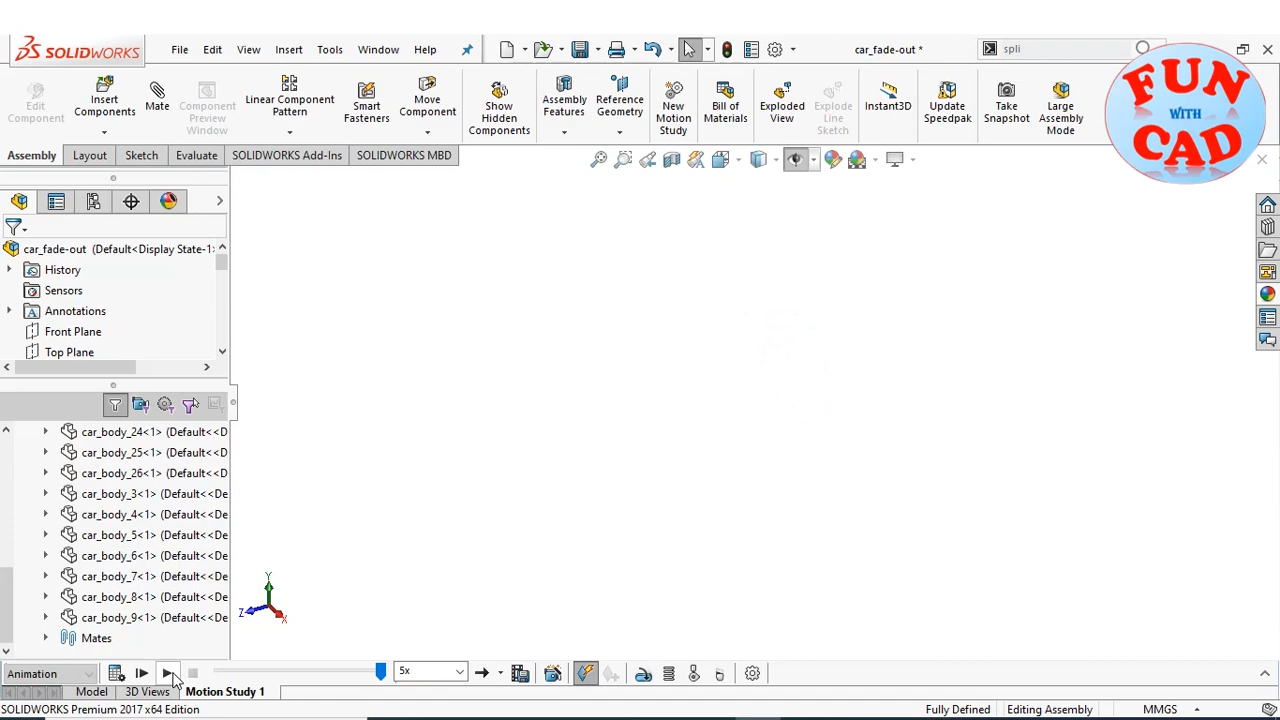 SOLIDWORKS File Edit View Insert Tools Window Help car_fade-out * spli
Edit Component
Insert Components
Mate
Component Preview Window
Linear Component Pattern
Smart Fasteners
Move Component
Show Hidden Components
Assembly Features
Reference Geometry
New Motion Study
Bill of Materials
Exploded View
Explode Line Sketch
Instant3D
Update Speedpak
Take Snapshot
Large Assembly Mode
FUN
WITH
CAD
Assembly Layout Sketch Evaluate SOLIDWORKS Add-Ins SOLIDWORKS MBD
car_fade-out (Default<Display State-1>
History
Sensors
Annotations
Front Plane
Top Plane
car_body_24<1> (Default<<D
car_body_25<1> (Default<<D
car_body_26<1> (Default<<D
car_body_3<1> (Default<<De
car_body_4<1> (Default<<De
car_body_5<1> (Default<<De
car_body_6<1> (Default<<De
car_body_7<1> (Default<<De
car_body_8<1> (Default<<De
car_body_9<1> (Default<<De
Mates
Y
Z
X
Animation 5x
Model 3D Views Motion Study 1
SOLIDWORKS Premium 2017 x64 Edition Fully Defined Editing Assembly MMGS